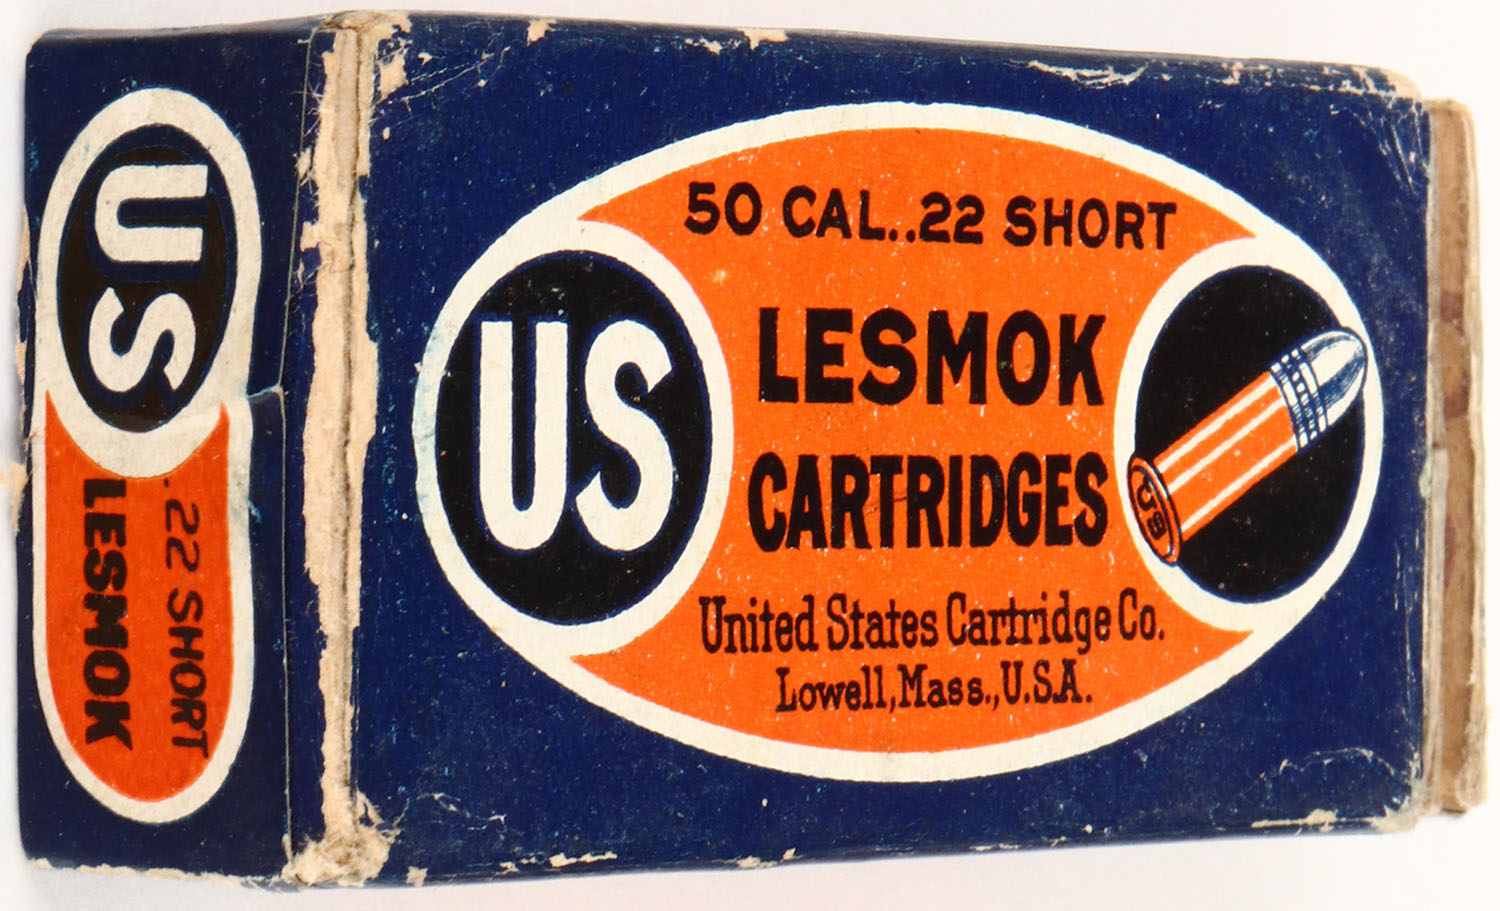 US
.22 SHORT
LESMOK
50 CAL..22 SHORT
US
LESMOK
CARTRIDGES
US
United States Cartridge Co.
Lowell, Mass., U.S.A.